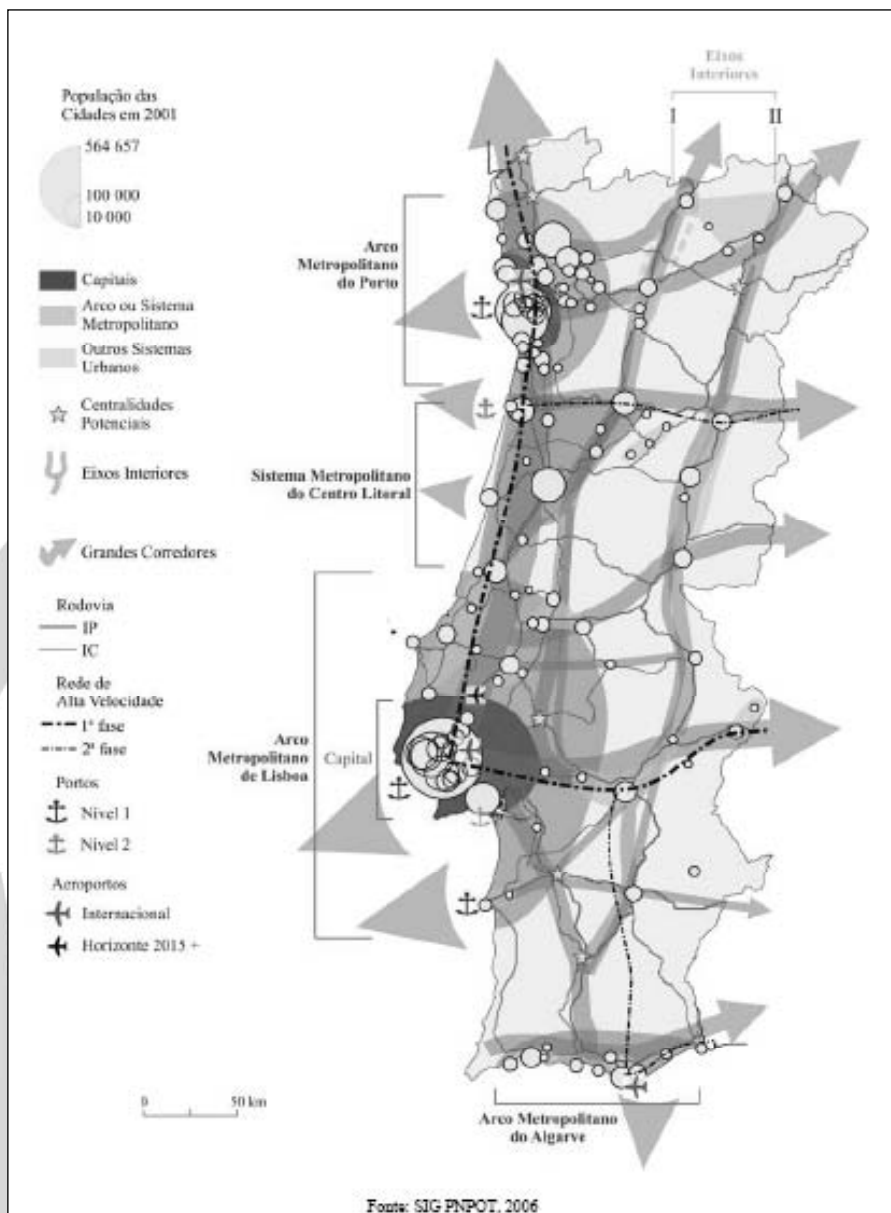 População das
Cidades em 2001
564 657
100 000
10 000
Capitais
Arco ou Sistema
Metropolitano
Outros Sistemas
Urbanos
Centralidades
Potenciais
Eixos Interiores
Grandes Corredores
Rodovia
IP
IC
Rede de
Alta Velocidade
1ª fase
2ª fase
Portos
Nível 1
Nível 2
Aeroportos
Internacional
Horizonte 2015 +
0 50 km
Eixos
Interiores
I II
Arco
Metropolitano
do Porto
Sistema Metropolitano
do Centro Litoral
Arco
Metropolitano
de Lisboa
Capital
Arco Metropolitano
do Algarve
Fonte: SIG PNPOT, 2006